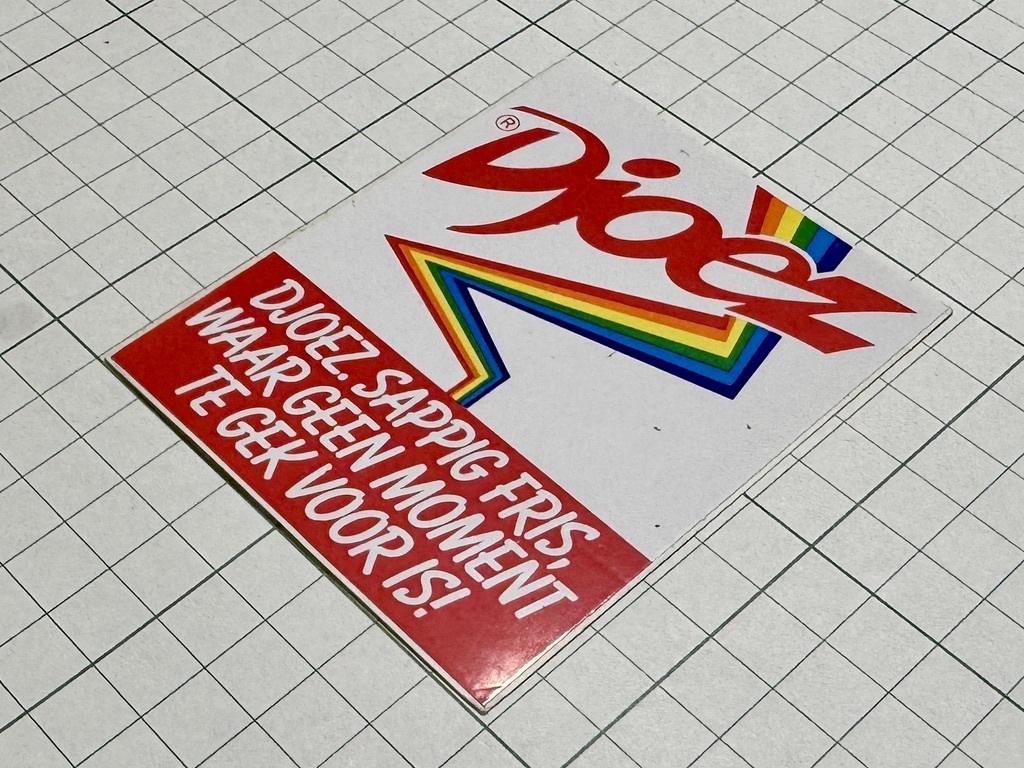 Djoez ®
DJOEZ. SAPPIG FRIS,
WAAR GEEN MOMENT
TE GEK VOOR IS!